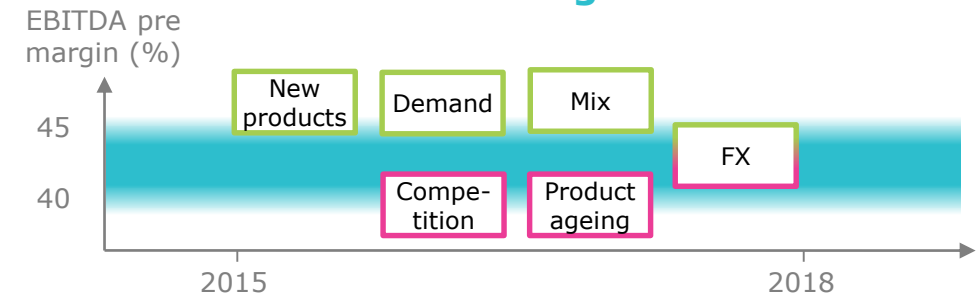 EBITDA pre
margin (%)
New
products
Demand
Mix
45
FX
40
Compe-
tition
Product
ageing
2015
2018